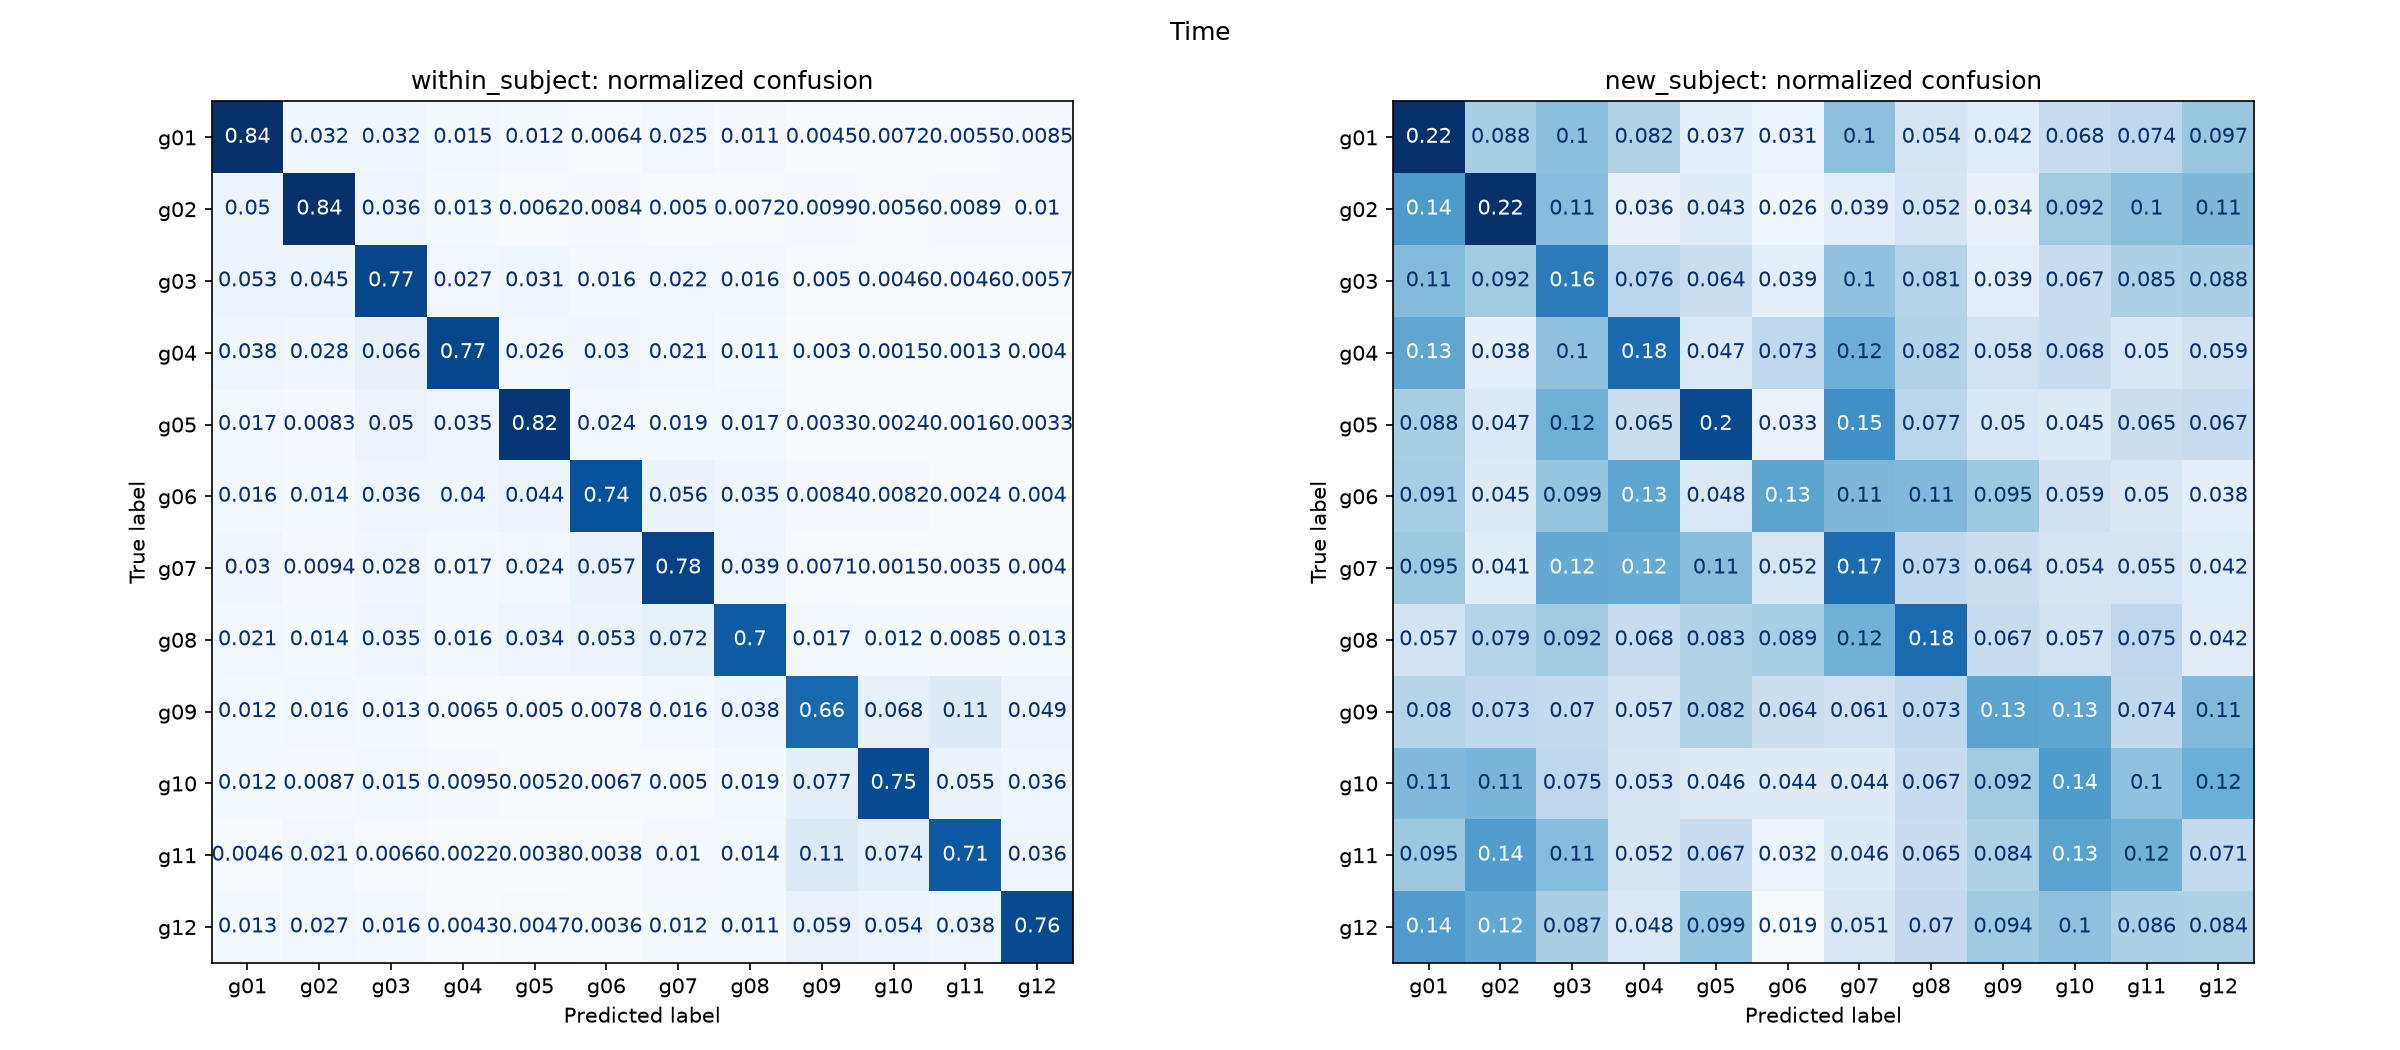 Time
within_subject: normalized confusion
g01 0.84 0.032 0.032 0.015 0.012 0.0064 0.025 0.011 0.0045 0.0072 0.0055 0.0085
g02 0.05 0.84 0.036 0.013 0.0062 0.0084 0.005 0.0072 0.0099 0.0056 0.0089 0.01
g03 0.053 0.045 0.77 0.027 0.031 0.016 0.022 0.016 0.005 0.0046 0.0046 0.0057
g04 0.038 0.028 0.066 0.77 0.026 0.03 0.021 0.011 0.003 0.0015 0.0013 0.004
g05 0.017 0.0083 0.05 0.035 0.82 0.024 0.019 0.017 0.0033 0.0024 0.0016 0.0033
g06 0.016 0.014 0.036 0.04 0.044 0.74 0.056 0.035 0.0084 0.0082 0.0024 0.004
g07 0.03 0.0094 0.028 0.017 0.024 0.057 0.78 0.039 0.0071 0.0015 0.0035 0.004
g08 0.021 0.014 0.035 0.016 0.034 0.053 0.072 0.7 0.017 0.012 0.0085 0.013
g09 0.012 0.016 0.013 0.0065 0.005 0.0078 0.016 0.038 0.66 0.068 0.11 0.049
g10 0.012 0.0087 0.015 0.0095 0.0052 0.0067 0.005 0.019 0.077 0.75 0.055 0.036
g11 0.0046 0.021 0.0066 0.0022 0.0038 0.0038 0.01 0.014 0.11 0.074 0.71 0.036
g12 0.013 0.027 0.016 0.0043 0.0047 0.0036 0.012 0.011 0.059 0.054 0.038 0.76
g01 g02 g03 g04 g05 g06 g07 g08 g09 g10 g11 g12
Predicted label
True label
new_subject: normalized confusion
g01 0.22 0.088 0.1 0.082 0.037 0.031 0.1 0.054 0.042 0.068 0.074 0.097
g02 0.14 0.22 0.11 0.036 0.043 0.026 0.039 0.052 0.034 0.092 0.1 0.11
g03 0.11 0.092 0.16 0.076 0.064 0.039 0.1 0.081 0.039 0.067 0.085 0.088
g04 0.13 0.038 0.1 0.18 0.047 0.073 0.12 0.082 0.058 0.068 0.05 0.059
g05 0.088 0.047 0.12 0.065 0.2 0.033 0.15 0.077 0.05 0.045 0.065 0.067
g06 0.091 0.045 0.099 0.13 0.048 0.13 0.11 0.11 0.095 0.059 0.05 0.038
g07 0.095 0.041 0.12 0.12 0.11 0.052 0.17 0.073 0.064 0.054 0.055 0.042
g08 0.057 0.079 0.092 0.068 0.083 0.089 0.12 0.18 0.067 0.057 0.075 0.042
g09 0.08 0.073 0.07 0.057 0.082 0.064 0.061 0.073 0.13 0.13 0.074 0.11
g10 0.11 0.11 0.075 0.053 0.046 0.044 0.044 0.067 0.092 0.14 0.1 0.12
g11 0.095 0.14 0.11 0.052 0.067 0.032 0.046 0.065 0.084 0.13 0.12 0.071
g12 0.14 0.12 0.087 0.048 0.099 0.019 0.051 0.07 0.094 0.1 0.086 0.084
g01 g02 g03 g04 g05 g06 g07 g08 g09 g10 g11 g12
Predicted label
True label